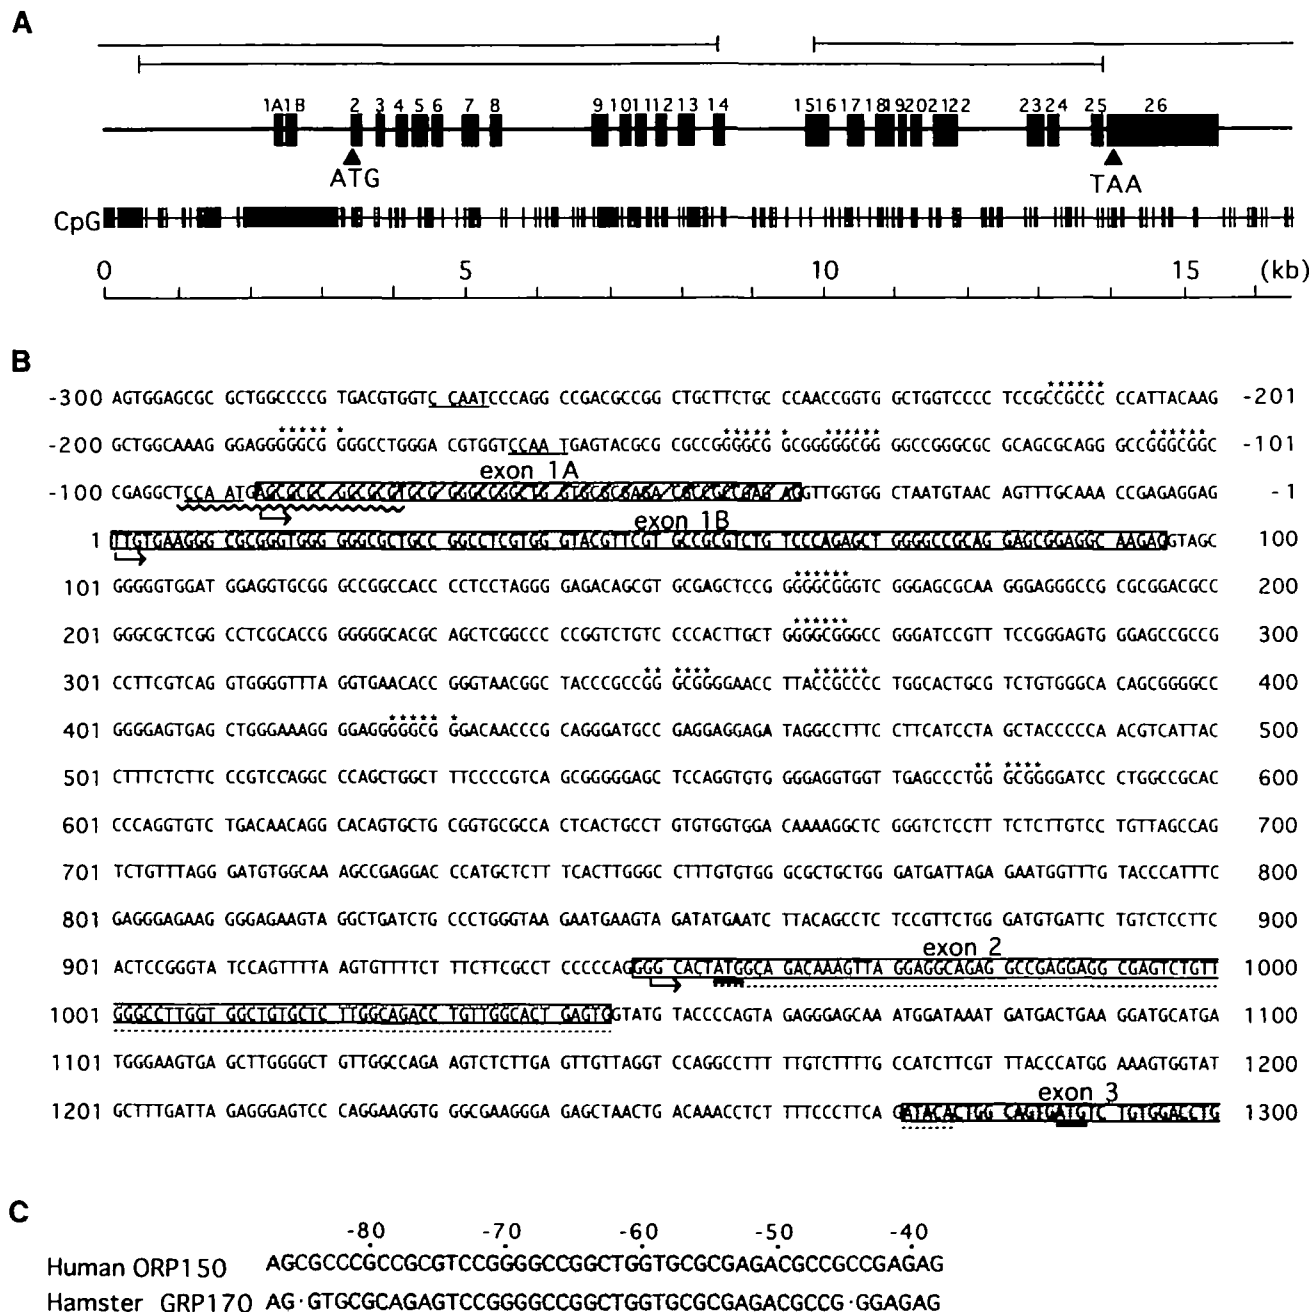 A
1A 1B 2 3 4 5 6 7 8 9 10 11 12 13 14 15 16 17 18 19 20 21 22 23 24 25 26
ATG TAA
CpG
0 5 10 15 (kb)
B
-300 AGTGGAGCGC GCTGGCCCCG TGACGTGGTC CAATCCCAGG CCGACGCCGG CTGCTTCTGC CCAACCGGTG GCTGGTCCCC TCCGCCGCCC CCATTACAAG -201
-200 GCTGGCAAAG GGAGGGGGCG GGGCCTGGGA CGTGGTCCAA TGAGTACGCG CGCCGGGGCG GCGGGGGCGG GGCCGGGCGC GCAGCGCAGG GCCGGGCGGC -101
exon 1A
-100 CGAGGCTCCA CTAATGTAAC AGTTTGCAAA CCGAGAGGAG -1
exon 1B
1 TTGTGAAGGG CGCGGGTGGG GGGCGCTGCC GGCCTCGTGG GTACGTTCGT GCCGCGTCTG TCCCAGAGCT GGGGCCGCAG GAGCGGAGGC AAGAGGTAGC 100
101 GGGGGTGGAT GGAGGTGCGG GCCGGCCACC CCTCCTAGGG GAGACAGCGT GCGAGCTCCG GGGGCGGGTC GGGAGCGCAA GGGAGGGCCG CGCGGACGCC 200
201 GGGCGCTCGG CCTCGCACCG GGGGGCACGC AGCTCGGCCC CCGGTCTGTC CCCACTTGCT GGGGCGGGCC GGGATCCGTT TCCGGGAGTG GGAGCCGCCG 300
301 CCTTCGTCAG GTGGGGTTTA GGTGAACACC GGGTAACGGC TACCCGCCGG GCGGGGAACC TTACCGCCCC TGGCACTGCG TCTGTGGGCA CAGCGGGGCC 400
401 GGGGAGTGAG CTGGGAAAGG GGAGGGGGCG GGACAACCCG CAGGGATGCC GAGGAGGAGA TAGGCCTTTC CTTCATCCTA GCTACCCCCA ACGTCATTAC 500
501 CTTTCTCTTC CCGTCCAGGC CCAGCTGGCT TTCCCCGTCA GCGGGGGAGC TCCAGGTGTG GGGAGGTGGT TGAGCCCTGG GCGGGGATCC CTGGCCGCAC 600
601 CCCAGGTGTC TGACAACAGG CACAGTGCTG CGGTGCGCCA CTCACTGCCT GTGTGGTGGA CAAAAGGCTC GGGTCTCCTT TCTCTTGTCC TGTTAGCCAG 700
701 TCTGTTTAGG GATGTGGCAA AGCCGAGGAC CCATGCTCTT TCACTTGGGC CTTTGTGTGG GCGCTGCTGG GATGATTAGA GAATGGTTTG TACCCATTTC 800
801 GAGGGAGAAG GGGAGAAGTA GGCTGATCTG CCCTGGGTAA GAATGAAGTA GATATGAATC TTACAGCCTC TCCGTTCTGG GATGTGATTC TGTCTCCTTC 900
exon 2
901 ACTCCGGGTA TCCAGTTTTA AGTGTTTTCT TTCTTCGCCT CCCCCAGGGG CACTATGGCA GACAAAGTTA GGAGGCAGAG GCCGAGGAGG CGAGTCTGTT 1000
1001 GGGCCTTGGT GGCTGTGCTC TTGGCAGACC TGTTGGCACT GAGTGGTATG TACCCCAGTA GAGGGAGCAA ATGGATAAAT GATGACTGAA GGATGCATGA 1100
1101 TGGGAAGTGA GCTTGGGGCT GTTGGCCAGA AGTCTCTTGA GTTGTTAGGT CCAGGCCTTT TTGTCTTTTG CCATCTTCGT TTACCCATGG AAAGTGGTAT 1200
exon 3
1201 GCTTTGATTA GAGGGAGTCC CAGGAAGGTG GGCGAAGGGA GAGCTAACTG ACAAACCTCT TTTCCCTTCA GATACACTGG CAGTGATGTC TGTGGACCTG 1300
C
-80 -70 -60 -50 -40
Human ORP150 AGCGCCCGCCGCGTCCGGGGCCGGCTGGTGCGCGAGACGCCGCCGAGAG
Hamster GRP170 AG·GTGCGCAGAGTCCGGGGCCGGCTGGTGCGCGAGACGCCG·GGAGAG